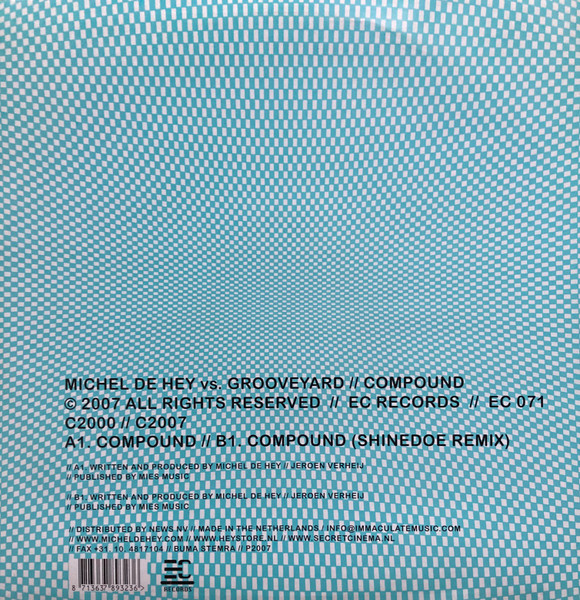 MICHEL DE HEY vs. GROOVEYARD // COMPOUND
© 2007 ALL RIGHTS RESERVED // EC RECORDS // EC 071
C2000 // C2007
A1. COMPOUND // B1. COMPOUND (SHINEDOE REMIX)
// A1. WRITTEN AND PRODUCED BY MICHEL DE HEY // JEROEN VERHEIJ
// PUBLISHED BY MIES MUSIC
// B1. WRITTEN AND PRODUCED BY MICHEL DE HEY // JEROEN VERHEIJ
// PUBLISHED BY MIES MUSIC
// DISTRIBUTED BY NEWS.NV // MADE IN THE NETHERLANDS / INFO@IMMACULATEMUSIC.COM
// WWW.MICHELDEHEY.COM // WWW.HEYSTORE.NL // WWW.SECRETCINEMA.NL
// FAX +31. 10. 4817104 // BUMA STEMRA // P2007
EC
RECORDS
8 713637 893236